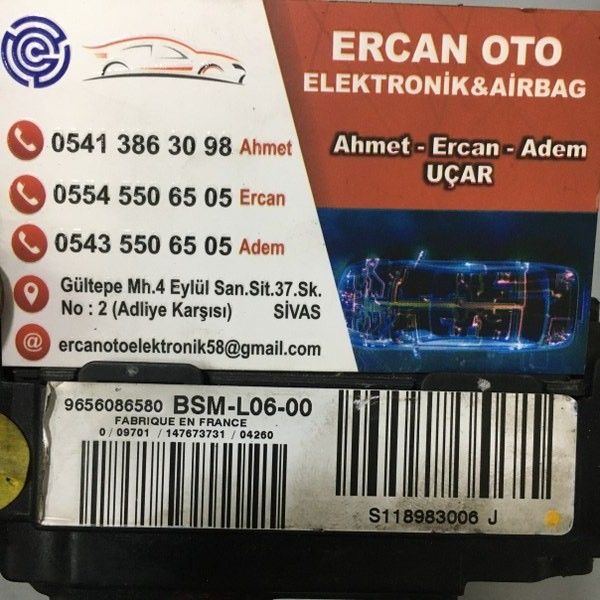 ERCAN OTO
ELEKTRONİK&AİRBAG
Ahmet - Ercan - Adem
UÇAR
0541 386 30 98 Ahmet
0554 550 65 05 Ercan
0543 550 65 05 Adem
Gültepe Mh.4 Eylül San.Sit.37.Sk.
No : 2 (Adliye Karşısı) SİVAS
ercanotoelektronik58@gmail.com
9656086580 BSM-L06-00
FABRIQUE EN FRANCE
0 / 09701 / 147673731 / 04260
S118983006 J